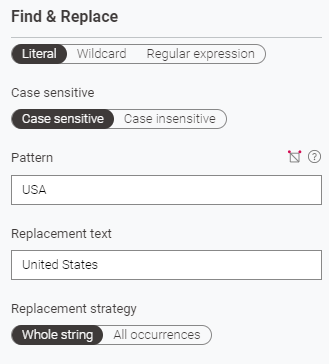 Find & Replace
Literal Wildcard Regular expression
Case sensitive
Case sensitive Case insensitive
Pattern
?
USA
Replacement text
United States
Replacement strategy
Whole string All occurrences